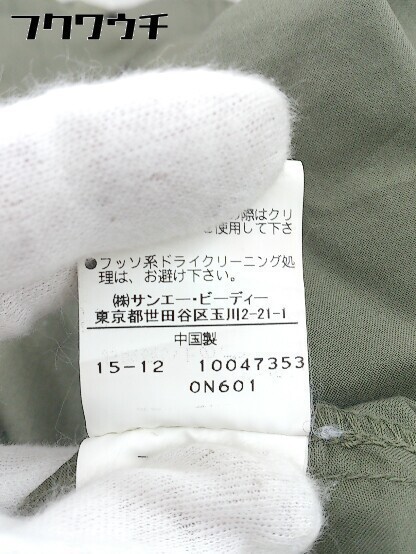 フクワウチ
際はクリ
使用して下さ
●フッソ系ドライクリーニング処
理は、お避け下さい。
㈱サンエー・ビーディー
東京都世田谷区玉川2-21-1
中国製
15-12 10047353
0N601